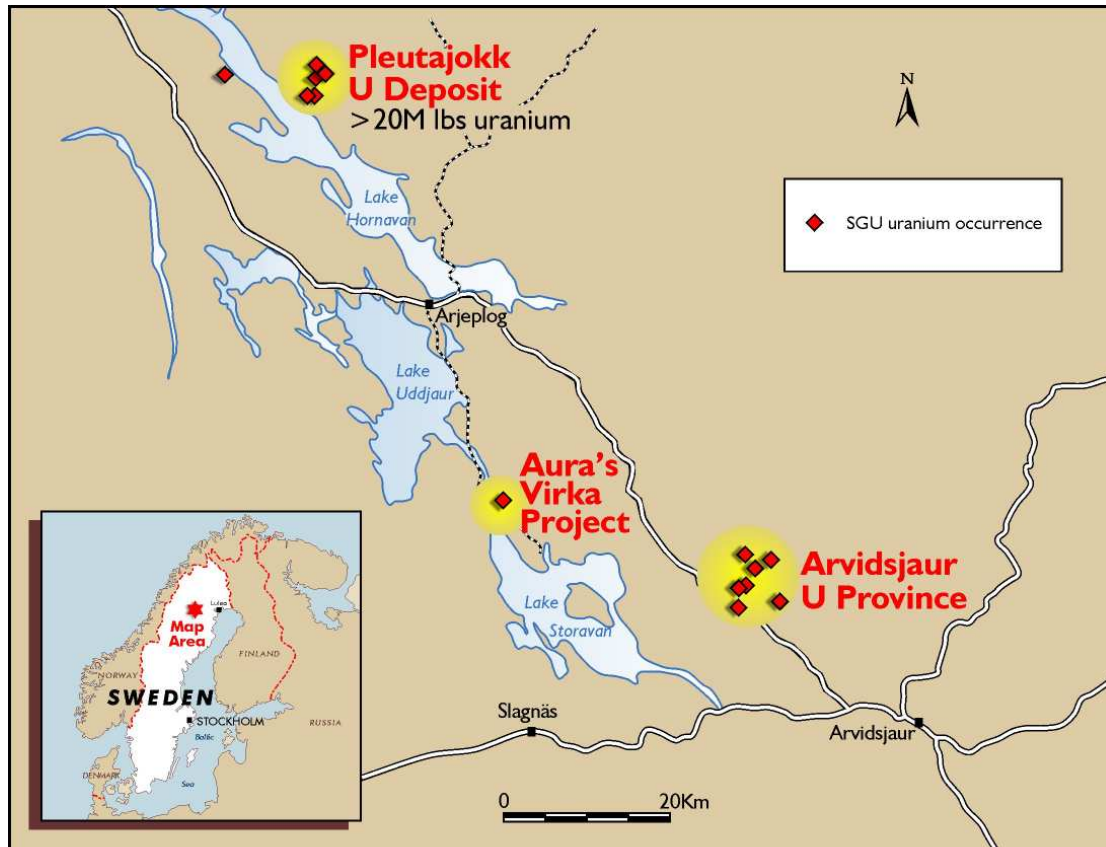 Pleutajokk
U Deposit
>20M lbs uranium
N
SGU uranium occurrence
Lake
Hornavan
Arjeplog
Lake
Uddjaur
Aura's
Virka
Project
Arvidsjaur
U Province
Lake
Storavan
Slagnäs
Arvidsjaur
0
20Km
Lulea
Map
Area
FINLAND
NORWAY
SWEDEN
STOCKHOLM
RUSSIA
Baltic
DENMARK
Sea